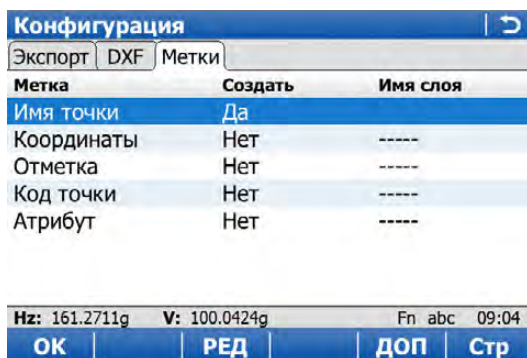 Конфигурация
Экспорт DXF Метки
Метка Создать Имя слоя
Имя точки Да
Координаты Нет -----
Отметка Нет -----
Код точки Нет -----
Атрибут Нет -----
Hz: 161.2711g V: 100.0424g Fn abc 09:04
ОК РЕД ДОП Стр